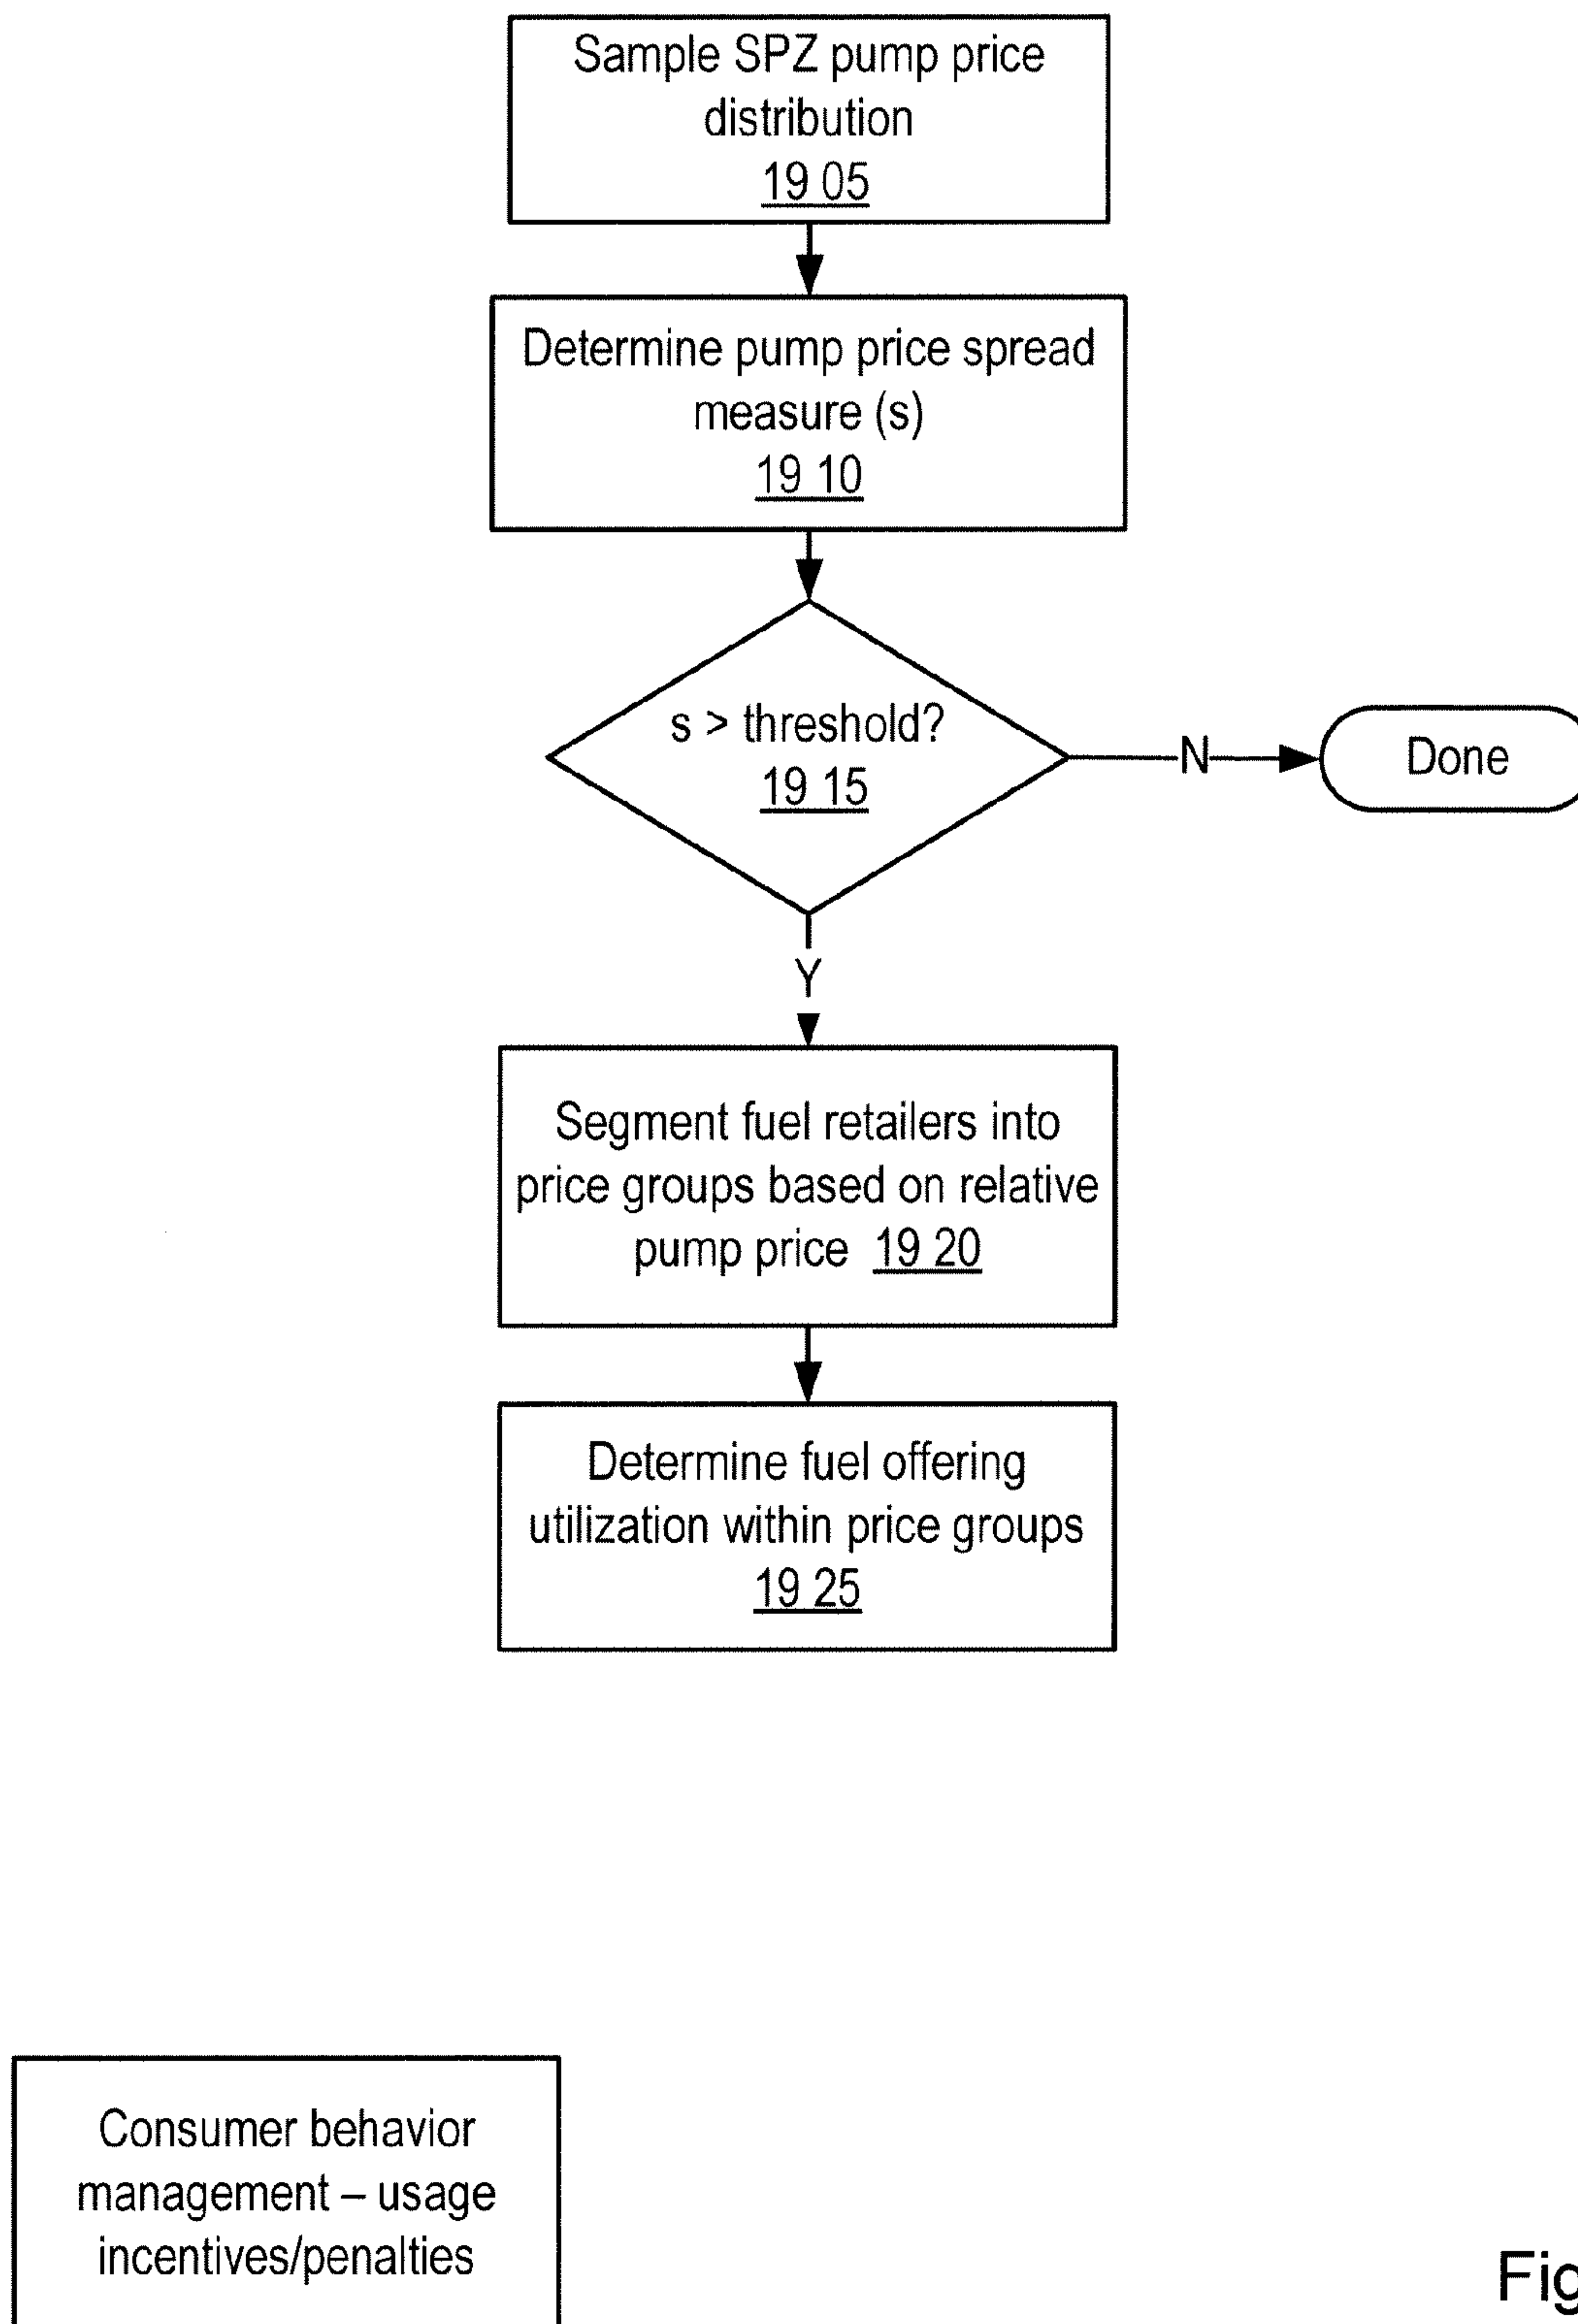 Sample SPZ pump price
distribution
19 05
Determine pump price spread
measure (s)
19 10
s > threshold?
19 15
N
Done
Y
Segment fuel retailers into
price groups based on relative
pump price 19 20
Determine fuel offering
utilization within price groups
19 25
Consumer behavior
management – usage
incentives/penalties
Fig